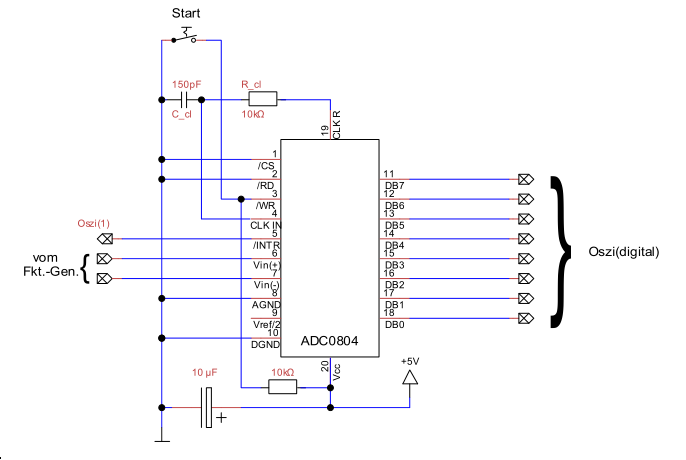 Start
150pF
R_cl
C_cl
10kΩ
19
CLK R
1
/CS
2
/RD
3
/WR
4
CLK IN
5
/INTR
6
Vin(+)
7
Vin(-)
8
AGND
9
Vref/2
10
DGND
11
DB7
12
DB6
13
DB5
14
DB4
15
DB3
16
DB2
17
DB1
18
DB0
Oszi(1)
vom
Fkt.-Gen.
{
}
Oszi(digital)
ADC0804
20
Vcc
+5V
10 µF
10kΩ
+